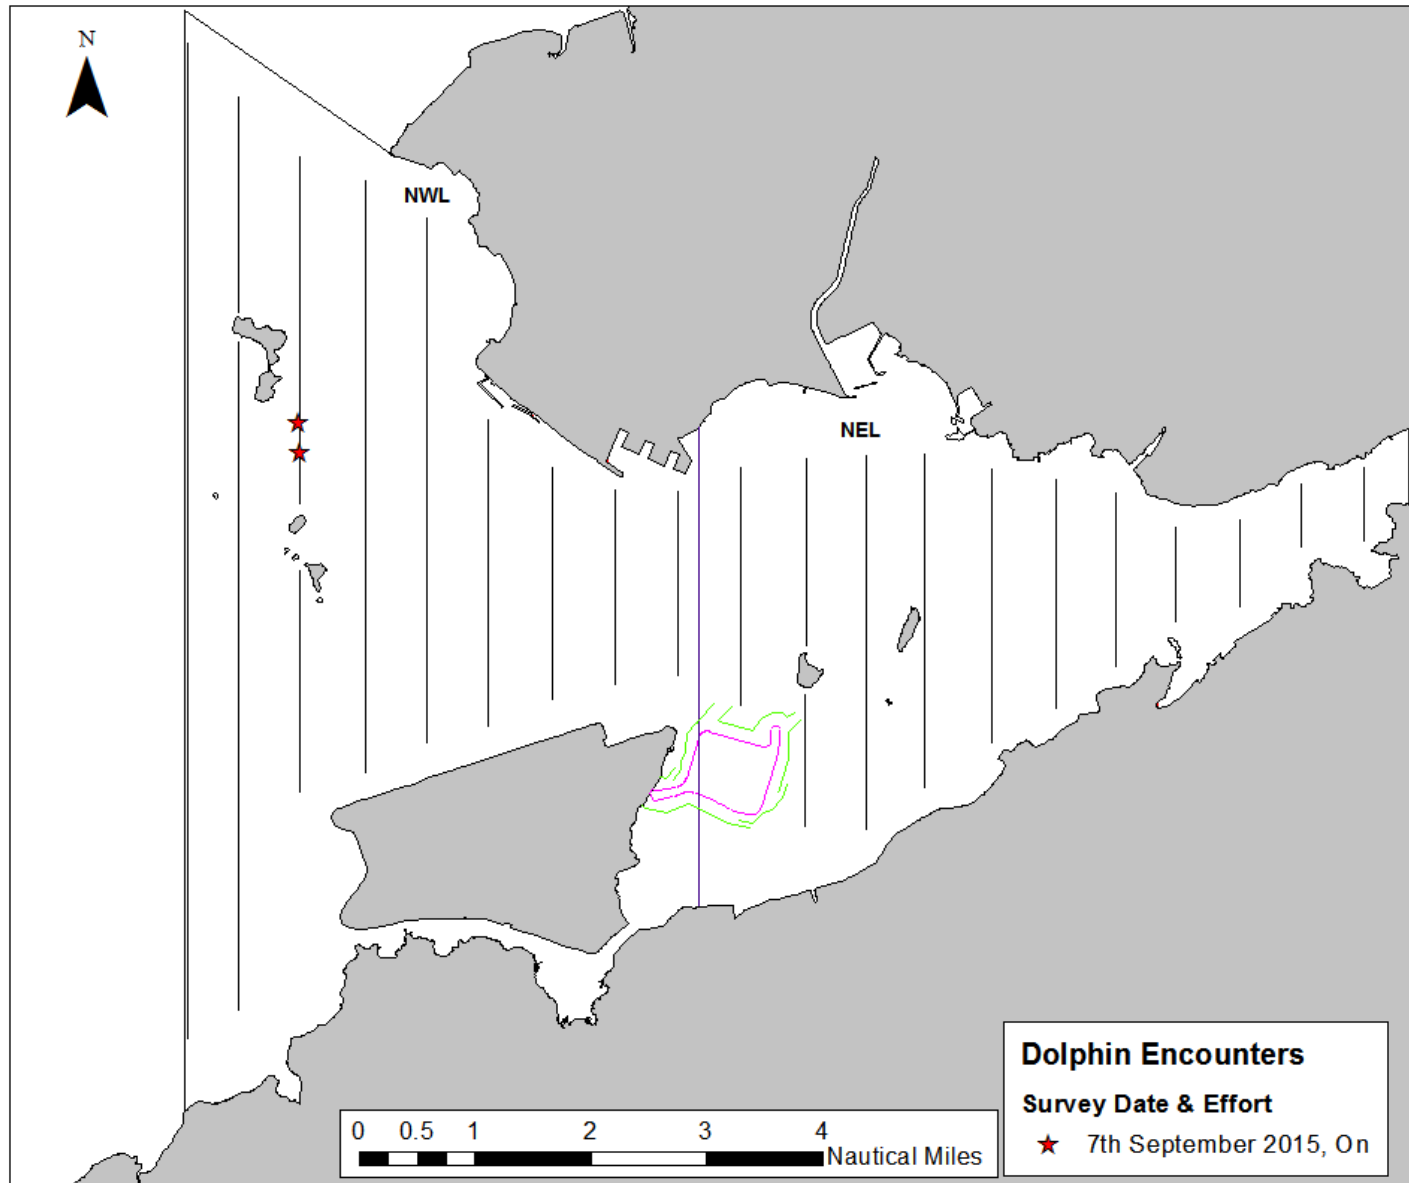 N
NWL
NEL
Dolphin Encounters
Survey Date & Effort
7th September 2015, On
0 0.5 1 2 3 4
Nautical Miles